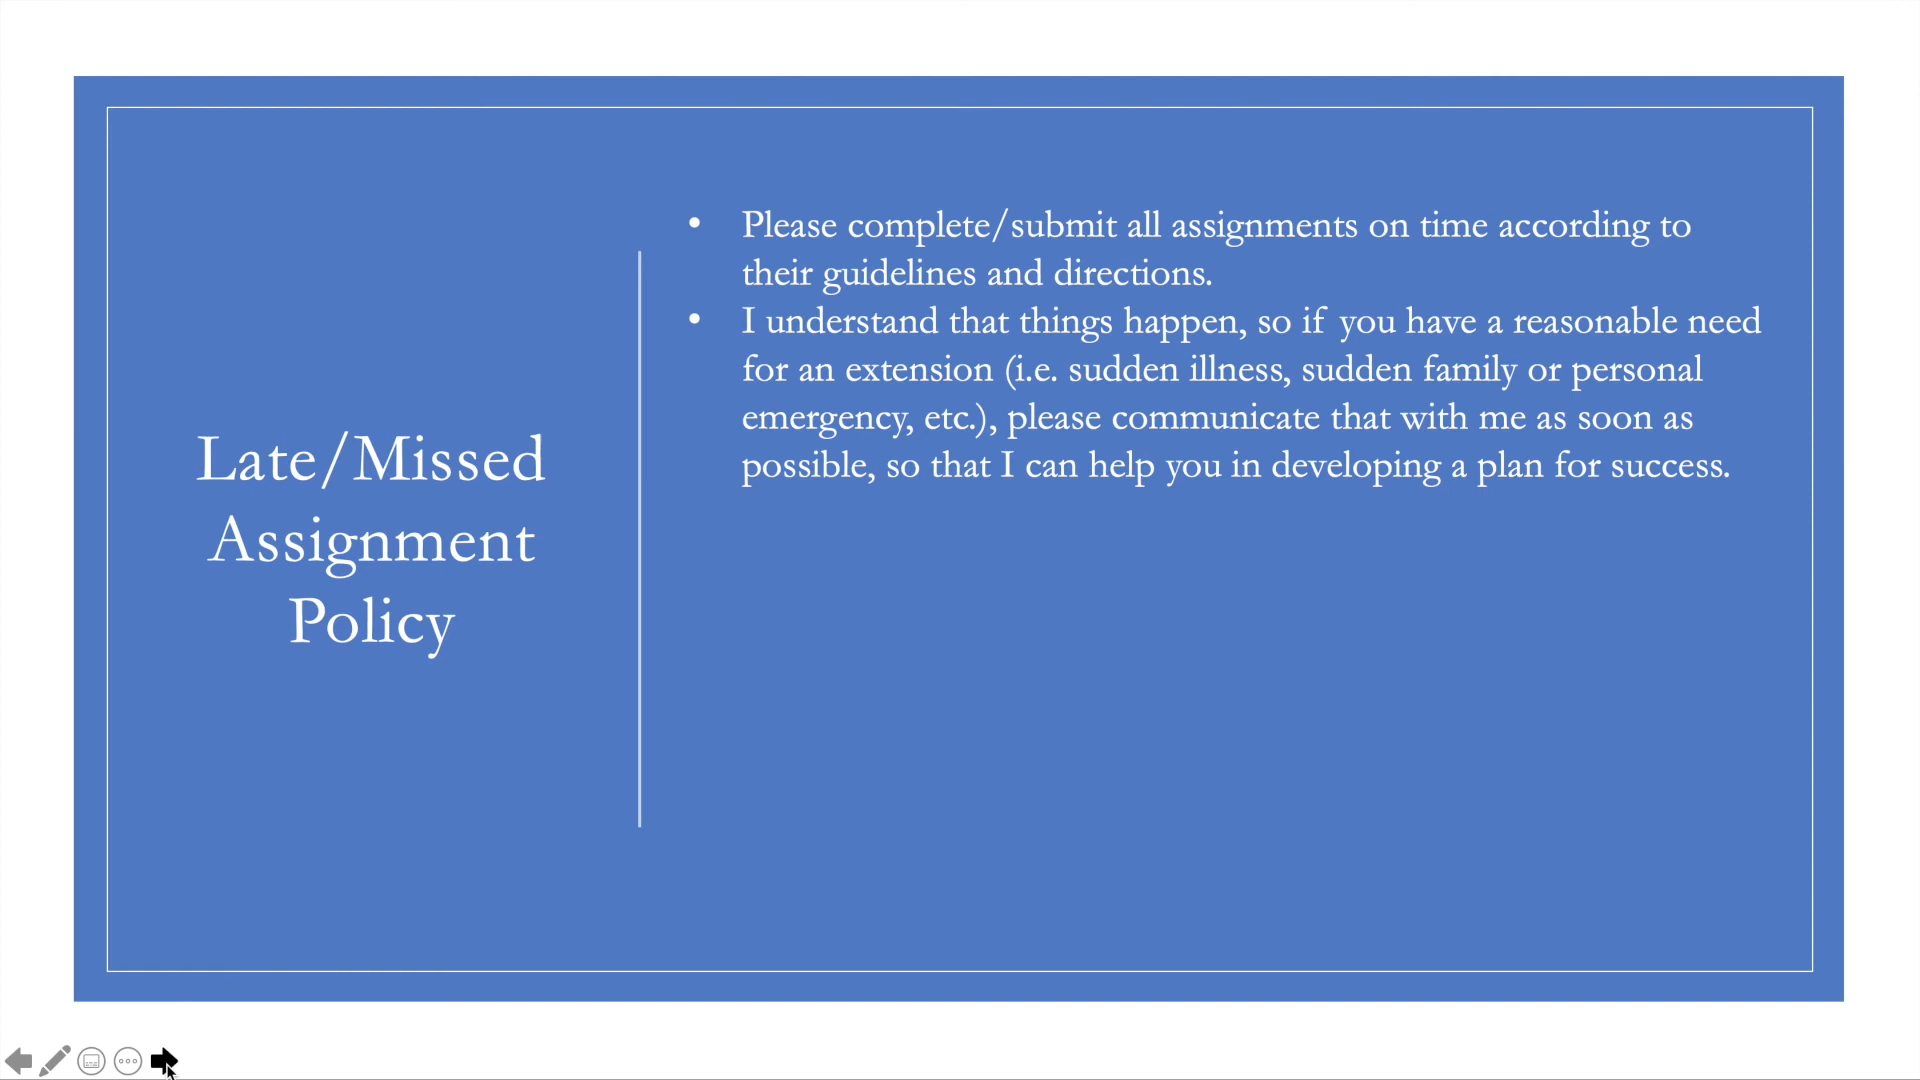 Late/Missed
Assignment
Policy
• Please complete/submit all assignments on time according to
their guidelines and directions.
• I understand that things happen, so if you have a reasonable need
for an extension (i.e. sudden illness, sudden family or personal
emergency, etc.), please communicate that with me as soon as
possible, so that I can help you in developing a plan for success.